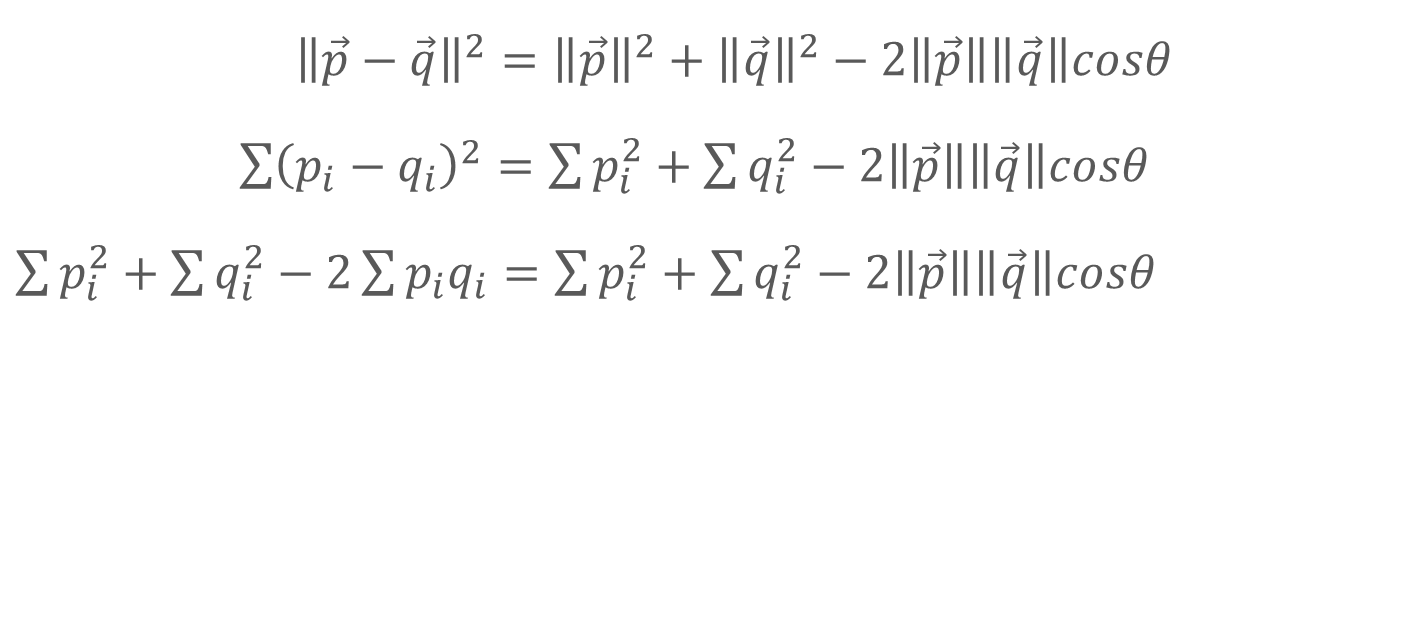 ‖p⃗ − q⃗‖² = ‖p⃗‖² + ‖q⃗‖² − 2‖p⃗‖‖q⃗‖cosθ
∑(pᵢ − qᵢ)² = ∑ pᵢ² + ∑ qᵢ² − 2‖p⃗‖‖q⃗‖cosθ
∑ pᵢ² + ∑ qᵢ² − 2 ∑ pᵢqᵢ = ∑ pᵢ² + ∑ qᵢ² − 2‖p⃗‖‖q⃗‖cosθ